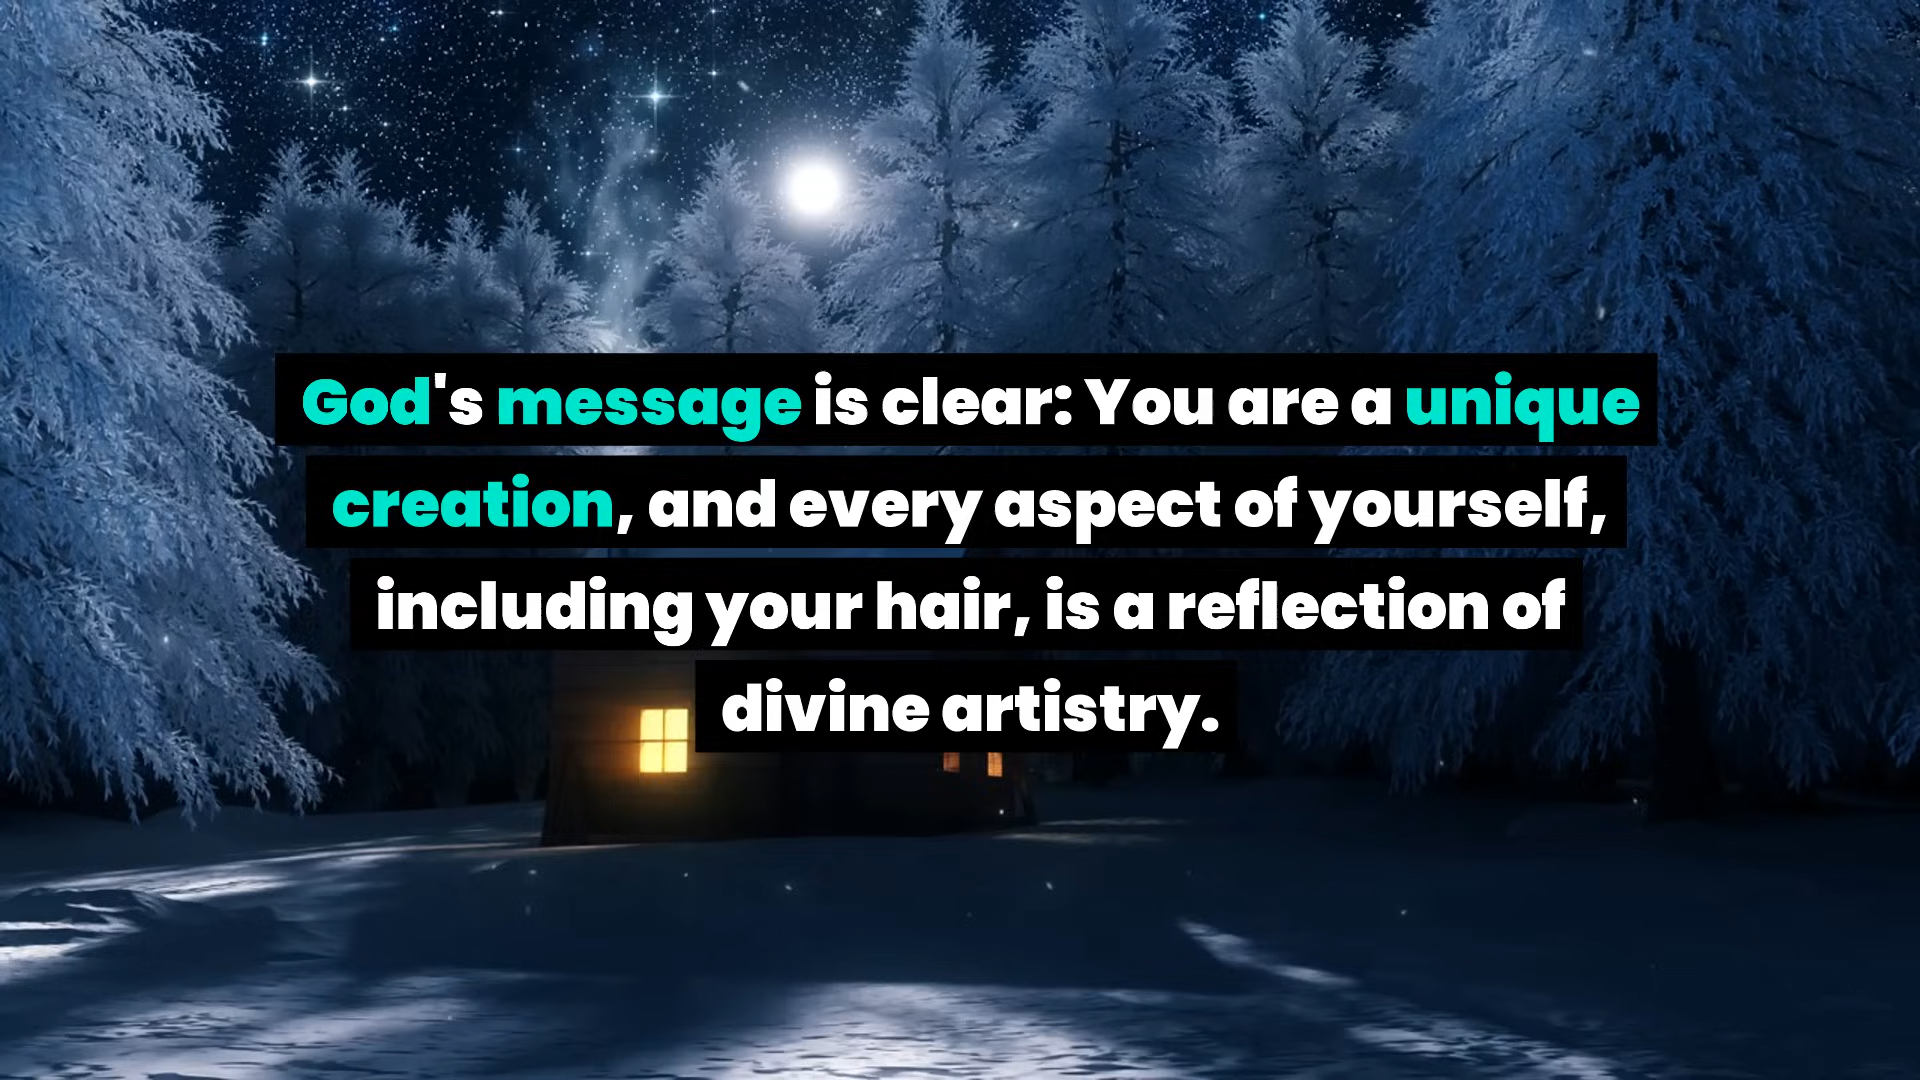 God's message is clear: You are a unique
creation, and every aspect of yourself,
including your hair, is a reflection of
divine artistry.